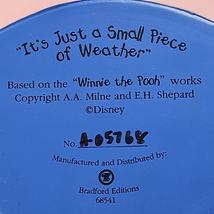 "It's Just a Small Piece
of Weather"
Based on the "Winnie the Pooh" works
Copyright A.A. Milne and E.H. Shepard
©Disney
No. A-05768
Manufactured and Distributed by:
Bradford Editions
68541